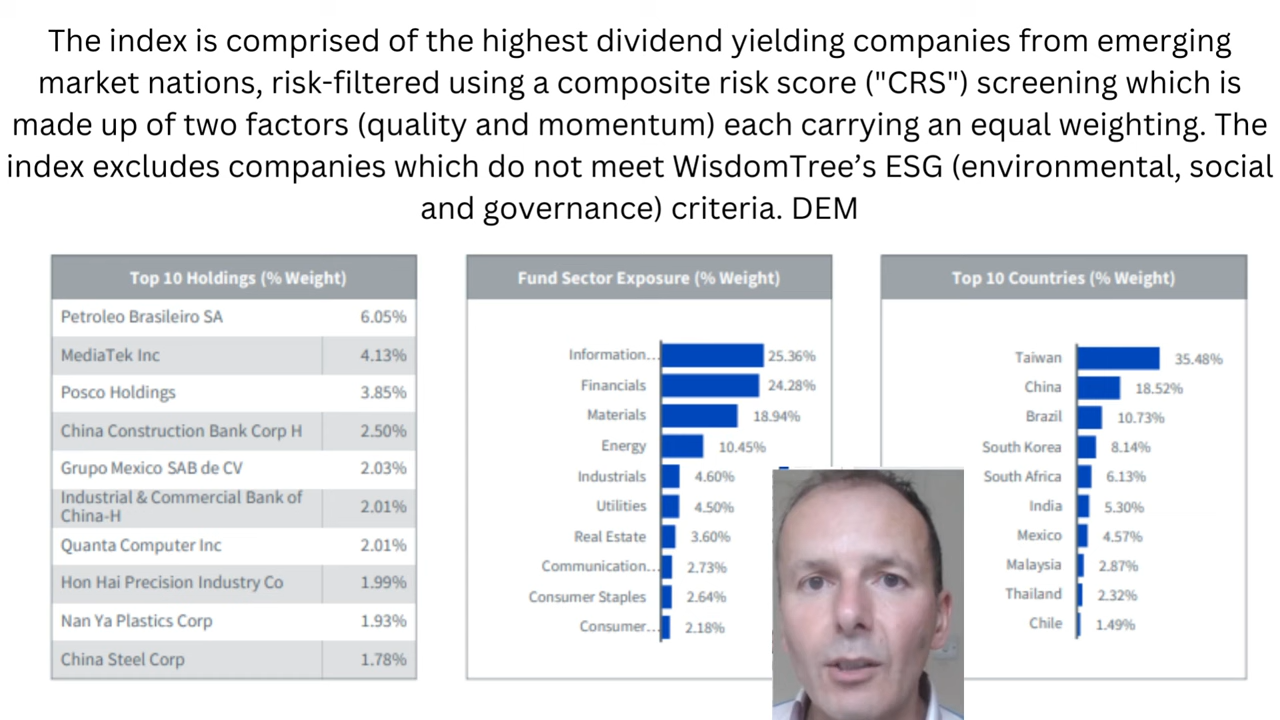 The index is comprised of the highest dividend yielding companies from emerging
market nations, risk-filtered using a composite risk score ("CRS") screening which is
made up of two factors (quality and momentum) each carrying an equal weighting. The
index excludes companies which do not meet WisdomTree’s ESG (environmental, social
and governance) criteria. DEM
Top 10 Holdings (% Weight)
Petroleo Brasileiro SA 6.05%
MediaTek Inc 4.13%
Posco Holdings 3.85%
China Construction Bank Corp H 2.50%
Grupo Mexico SAB de CV 2.03%
Industrial & Commercial Bank of
China-H 2.01%
Quanta Computer Inc 2.01%
Hon Hai Precision Industry Co 1.99%
Nan Ya Plastics Corp 1.93%
China Steel Corp 1.78%
Fund Sector Exposure (% Weight)
Information... 25.36%
Financials 24.28%
Materials 18.94%
Energy 10.45%
Industrials 4.60%
Utilities 4.50%
Real Estate 3.60%
Communication... 2.73%
Consumer Staples 2.64%
Consumer... 2.18%
Top 10 Countries (% Weight)
Taiwan 35.48%
China 18.52%
Brazil 10.73%
South Korea 8.14%
South Africa 6.13%
India 5.30%
Mexico 4.57%
Malaysia 2.87%
Thailand 2.32%
Chile 1.49%